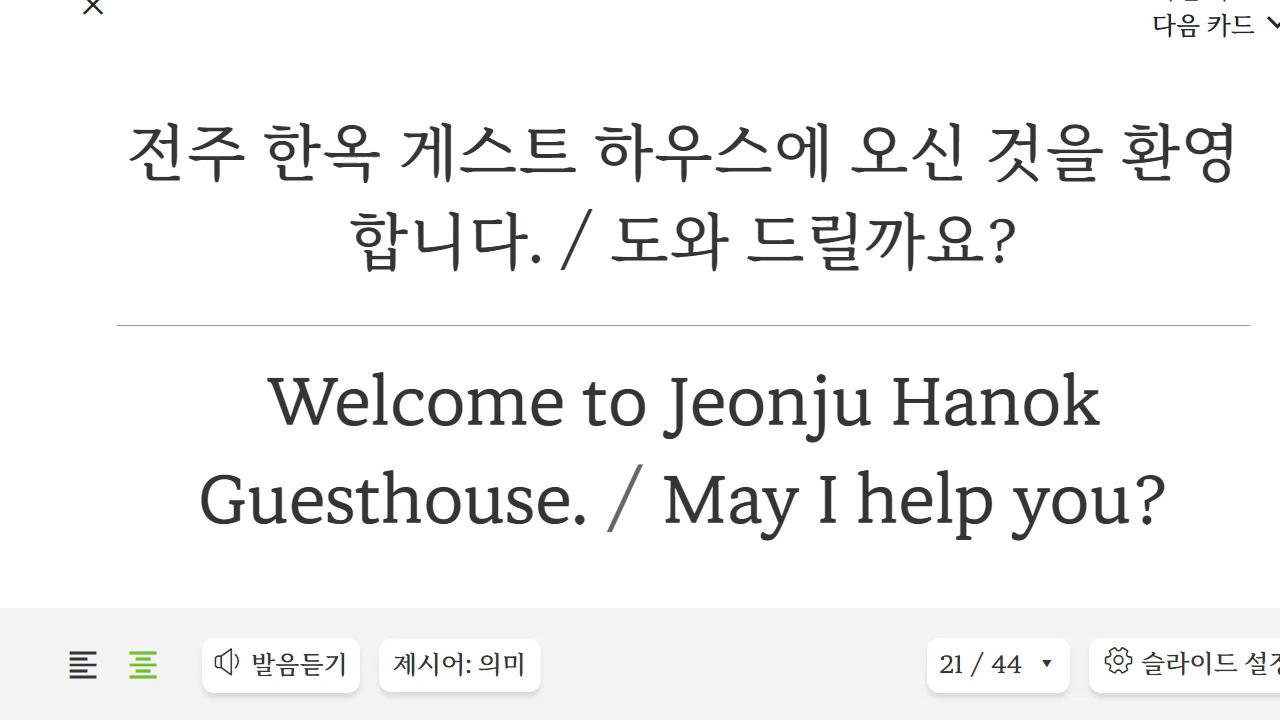 다음 카드
전주 한옥 게스트 하우스에 오신 것을 환영
합니다. / 도와 드릴까요?
Welcome to Jeonju Hanok
Guesthouse. / May I help you?
발음듣기
제시어: 의미
21 / 44
슬라이드 설정